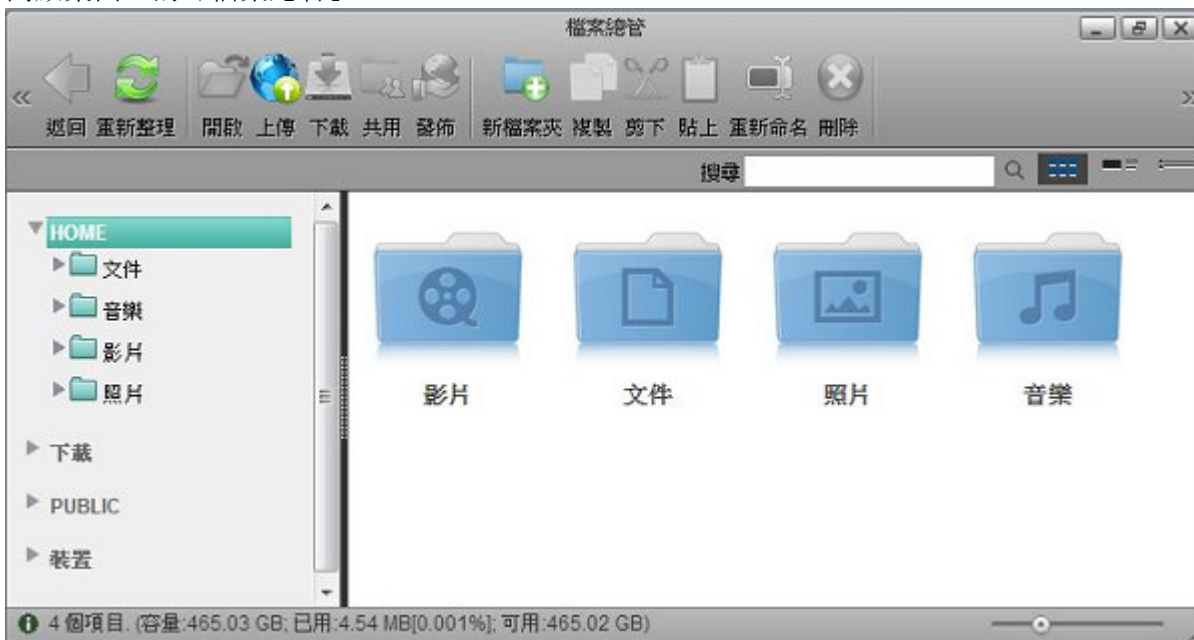 檔案總管
返回 重新整理 開啟 上傳 下載 共用 發佈 新檔案夾 複製 剪下 貼上 重新命名 刪除
搜尋
HOME
文件
音樂
影片
照片
下載
PUBLIC
裝置
影片 文件 照片 音樂
4 個項目. (容量:465.03 GB; 已用:4.54 MB[0.001%]; 可用:465.02 GB)